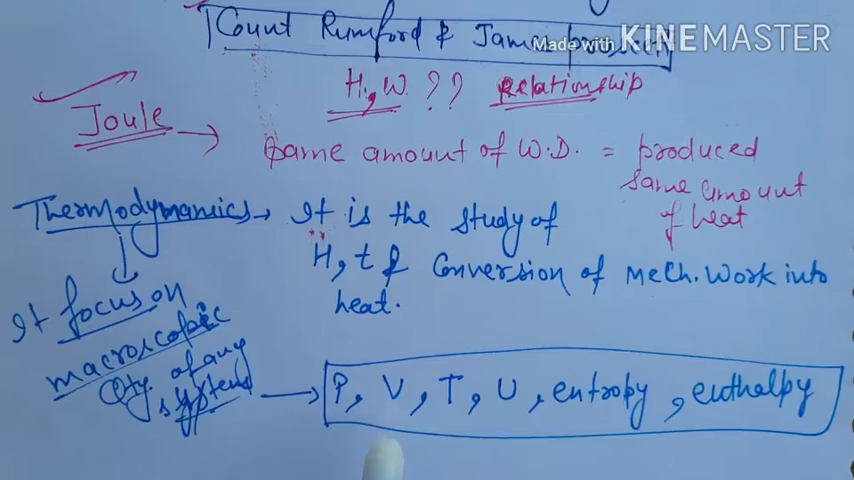 Count Rumford & James
Made with KINEMASTER
H, W. ?? Relationship
Joule → same amount of W.D. = produced
same amount
of heat
Thermodynamics → It is the study of
H, t & Conversion of Mech. Work into
heat.
It focus on
macroscopic
Qty. of any
system → P, V, T, U, entropy, enthalpy